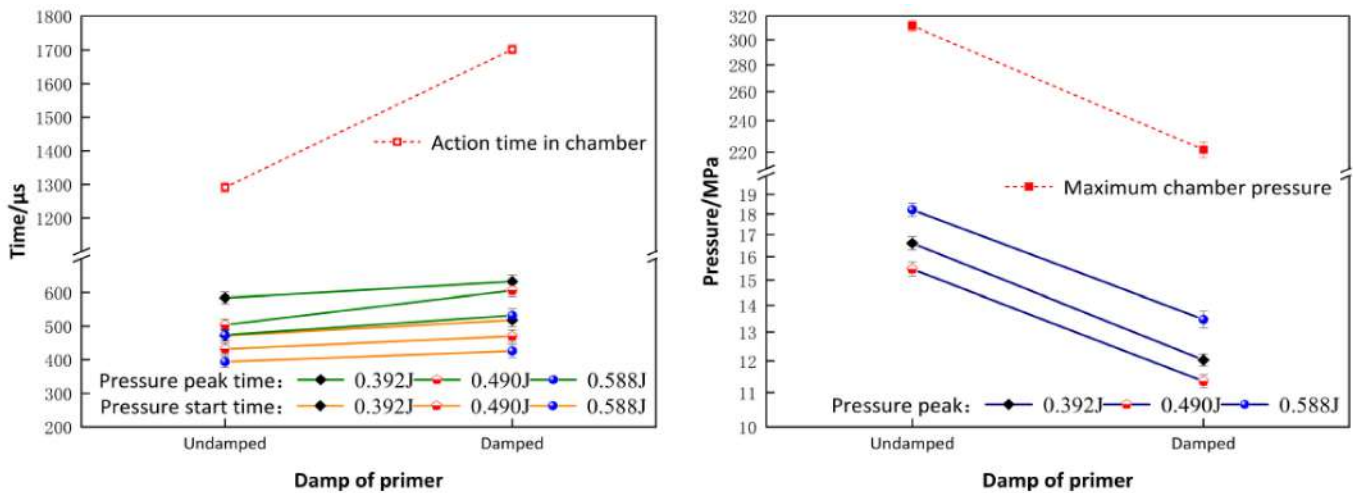 1800
1700
1600
1500
1400
1300
1200
600
500
400
300
200
Time/μs
Action time in chamber
Pressure peak time: 0.392J 0.490J 0.588J
Pressure start time: 0.392J 0.490J 0.588J
Undamped Damped
Damp of primer
320
300
280
260
240
220
19
18
17
16
15
14
13
12
11
10
Pressure/MPa
Maximum chamber pressure
Pressure peak: 0.392J 0.490J 0.588J
Undamped Damped
Damp of primer